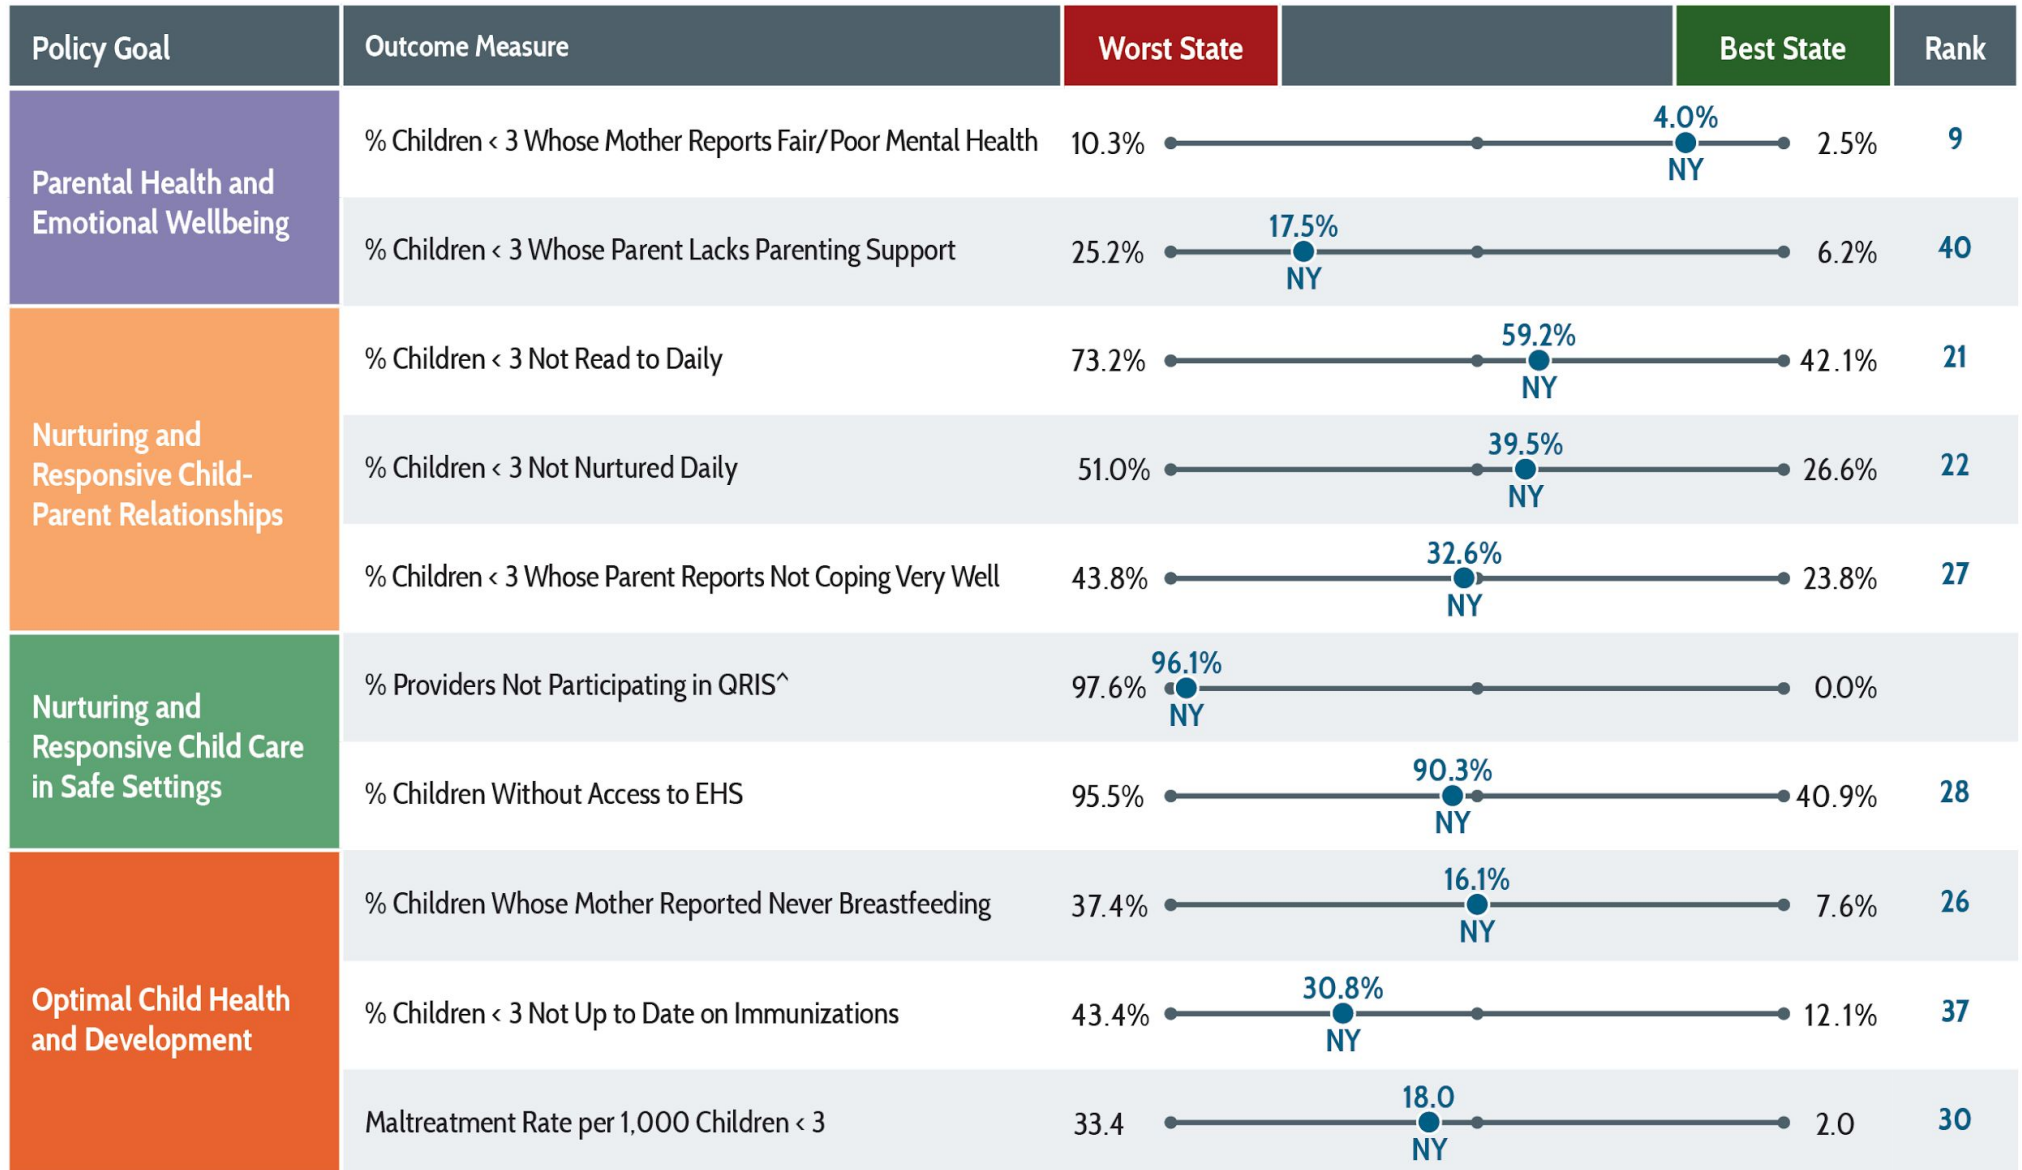 Policy Goal
Outcome Measure
Worst State
Best State
Rank
Parental Health and
Emotional Wellbeing
% Children < 3 Whose Mother Reports Fair/Poor Mental Health
10.3%
4.0%
NY
2.5%
9
% Children < 3 Whose Parent Lacks Parenting Support
25.2%
17.5%
NY
6.2%
40
Nurturing and
Responsive Child-
Parent Relationships
% Children < 3 Not Read to Daily
73.2%
59.2%
NY
42.1%
21
% Children < 3 Not Nurtured Daily
51.0%
39.5%
NY
26.6%
22
% Children < 3 Whose Parent Reports Not Coping Very Well
43.8%
32.6%
NY
23.8%
27
Nurturing and
Responsive Child Care
in Safe Settings
% Providers Not Participating in QRIS^
97.6%
96.1%
NY
0.0%
% Children Without Access to EHS
95.5%
90.3%
NY
40.9%
28
Optimal Child Health
and Development
% Children Whose Mother Reported Never Breastfeeding
37.4%
16.1%
NY
7.6%
26
% Children < 3 Not Up to Date on Immunizations
43.4%
30.8%
NY
12.1%
37
Maltreatment Rate per 1,000 Children < 3
33.4
18.0
NY
2.0
30